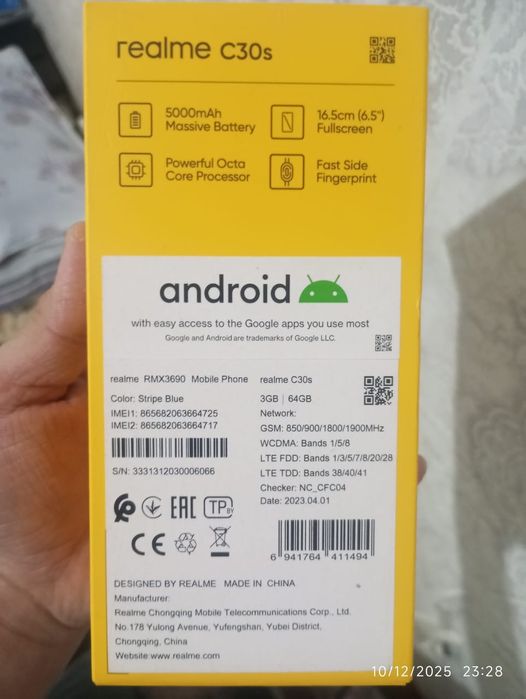 realme C30s
5000mAh
Massive Battery
16.5cm (6.5")
Fullscreen
Powerful Octa
Core Processor
Fast Side
Fingerprint
android
with easy access to the Google apps you use most
Google and Android are trademarks of Google LLC.
realme RMX3690 Mobile Phone
Color: Stripe Blue
IMEI1: 865682063664725
IMEI2: 865682063664717
S/N: 3331312030006066
realme C30s
3GB | 64GB
Network:
GSM: 850/900/1800/1900MHz
WCDMA: Bands 1/5/8
LTE FDD: Bands 1/3/5/7/8/20/28
LTE TDD: Bands 38/40/41
Checker: NC_CFC04
Date: 2023.04.01
EAC
TP BY
CE
6 941764 411494
DESIGNED BY REALME MADE IN CHINA
Manufacturer:
Realme Chongqing Mobile Telecommunications Corp., Ltd.
No.178 Yulong Avenue, Yufengshan, Yubei District,
Chongqing, China
Website:www.realme.com
10/12/2025 23:28